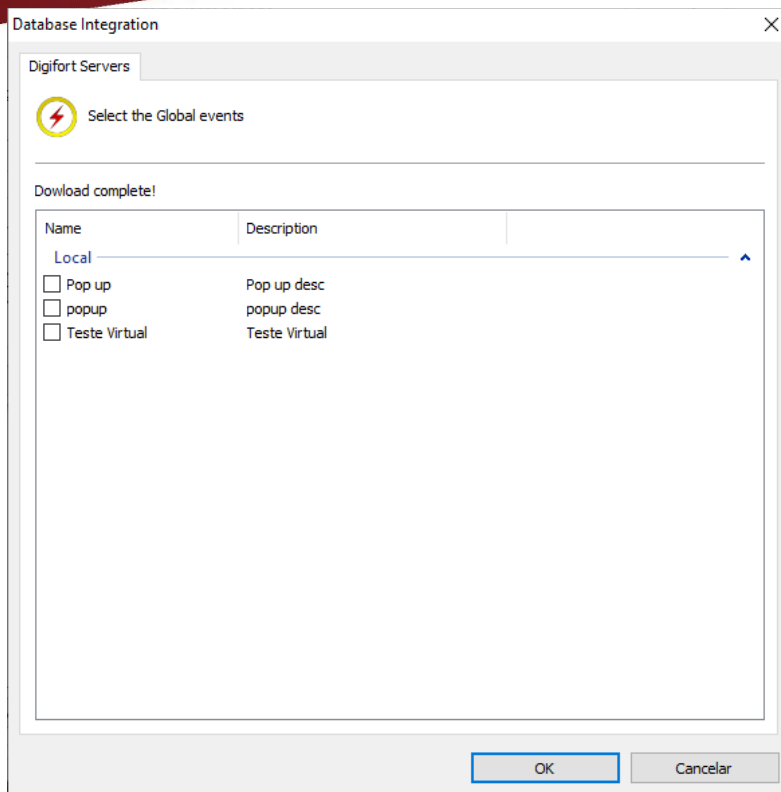 Database Integration
Digifort Servers
Select the Global events
Dowload complete!
Name Description
Local
Pop up Pop up desc
popup popup desc
Teste Virtual Teste Virtual
OK Cancelar